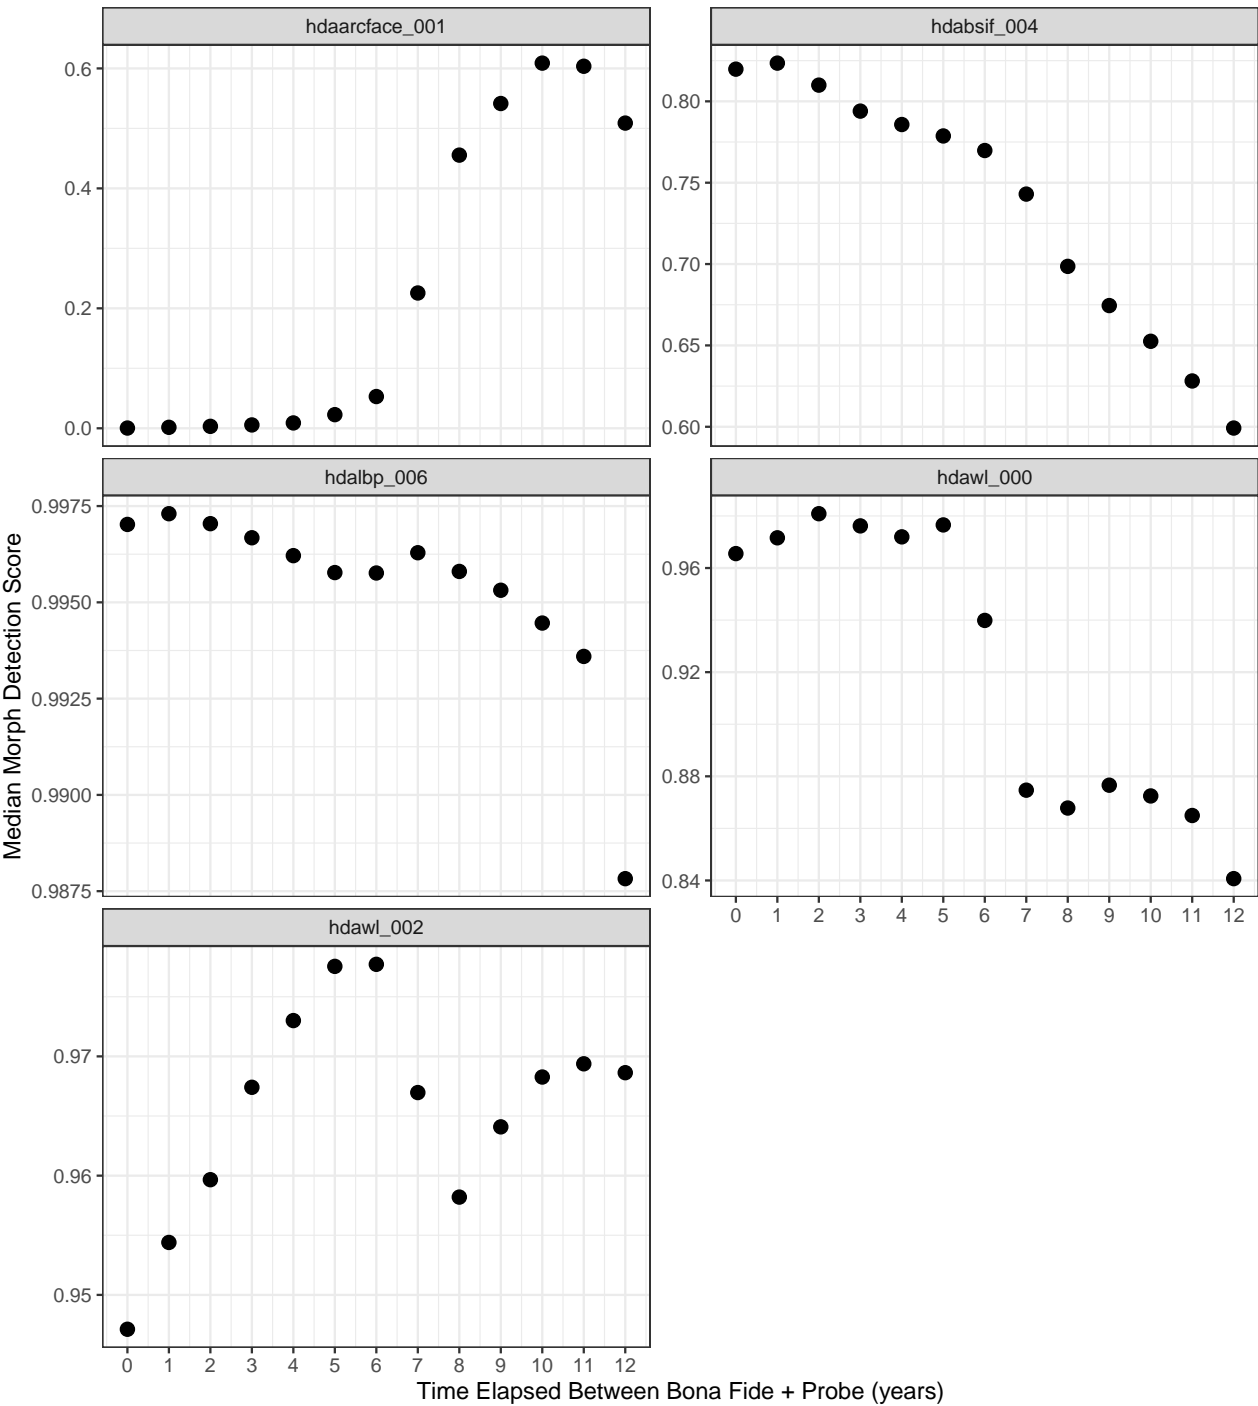 hdaarcface_001
hdabsif_004
0.6
0.4
0.2
0.0
0.80
0.75
0.70
0.65
0.60
hdalbp_006
hdawl_000
0.9975
0.9950
0.9925
0.9900
0.9875
0.96
0.92
0.88
0.84
0 1 2 3 4 5 6 7 8 9 10 11 12
Median Morph Detection Score
hdawl_002
0.97
0.96
0.95
0 1 2 3 4 5 6 7 8 9 10 11 12
Time Elapsed Between Bona Fide + Probe (years)